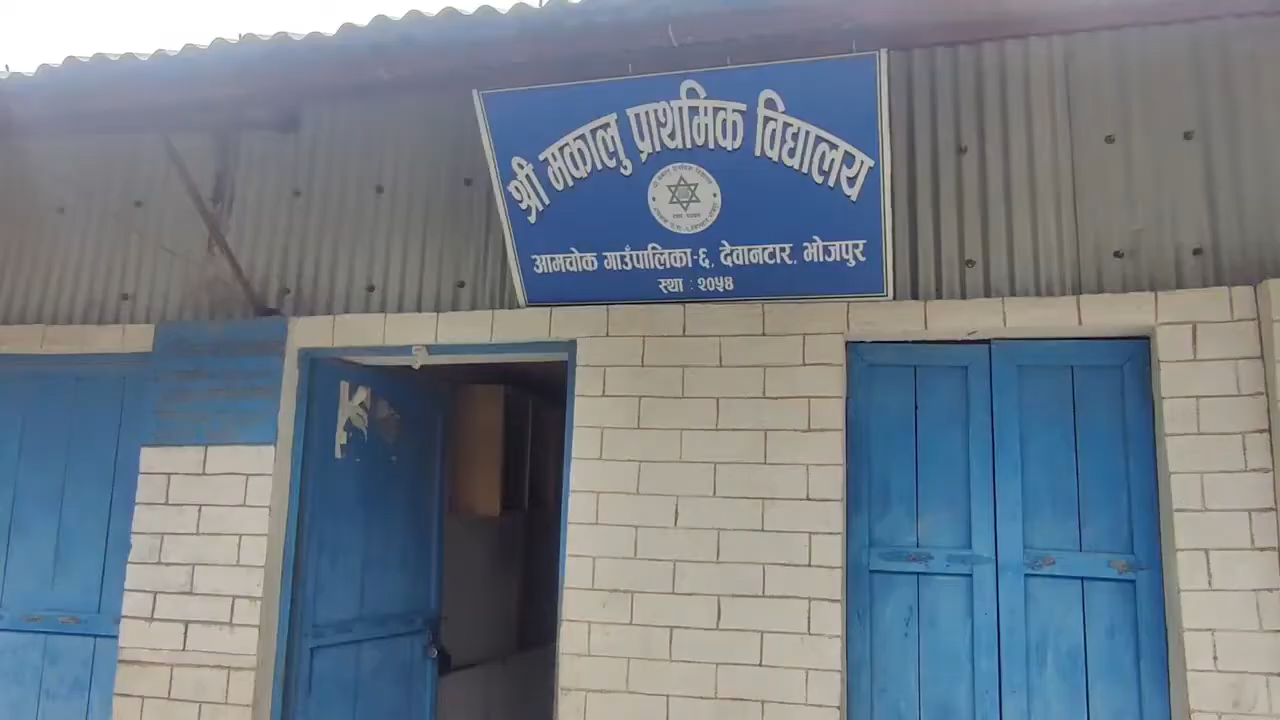 श्री मकालु प्राथमिक विद्यालय
आमचोक गाउँपालिका-६, देवानटार, भोजपुर
स्था : २०५४